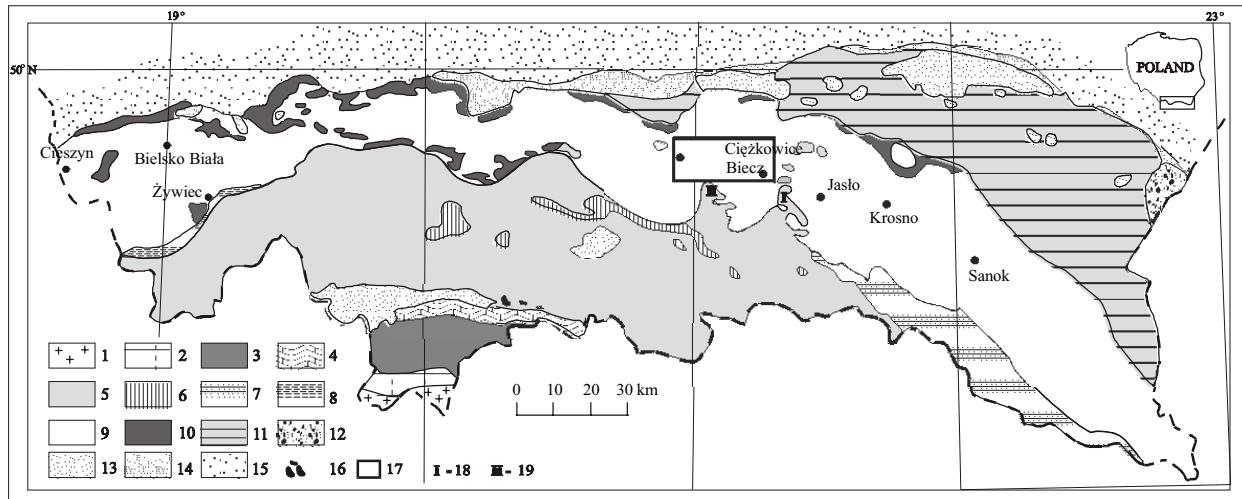 19°
23°
50° N
POLAND
Cieszyn
Bielsko Biała
Żywiec
Ciężkowice
Biecz
Jasło
Krosno
Sanok
II
I
0 10 20 30 km
1 2 3 4
5 6 7 8
9 10 11 12
13 14 15 16 17 I - 18 II - 19